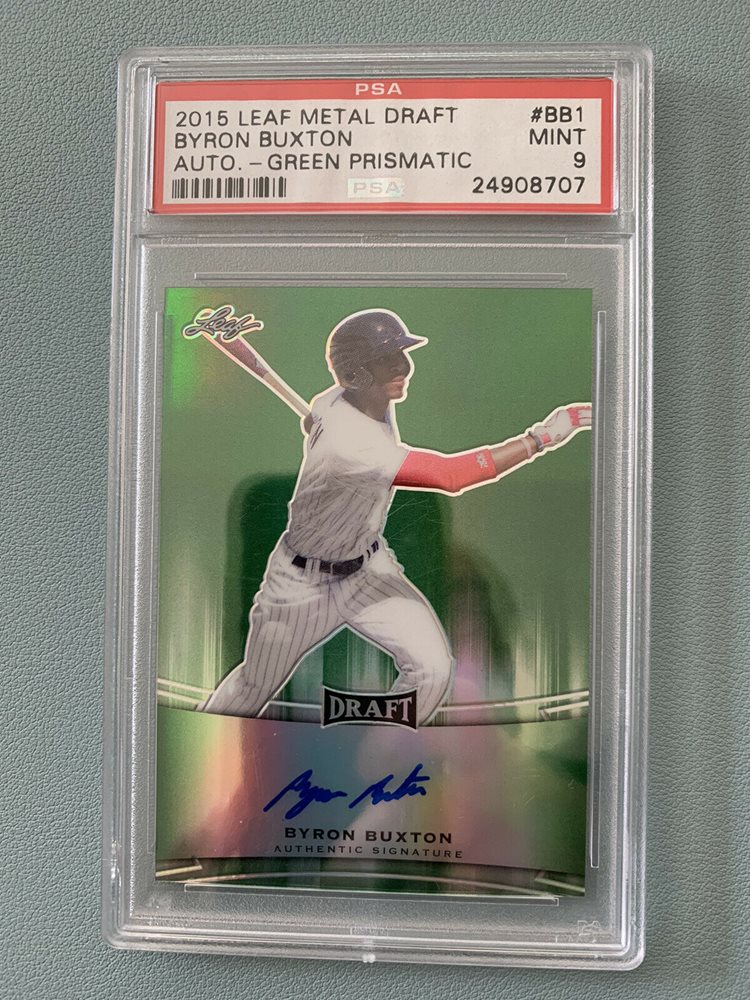 PSA
2015 LEAF METAL DRAFT #BB1
BYRON BUXTON MINT
AUTO. – GREEN PRISMATIC 9
PSA 24908707
Leaf
DRAFT
Byron Buxton
BYRON BUXTON
AUTHENTIC SIGNATURE